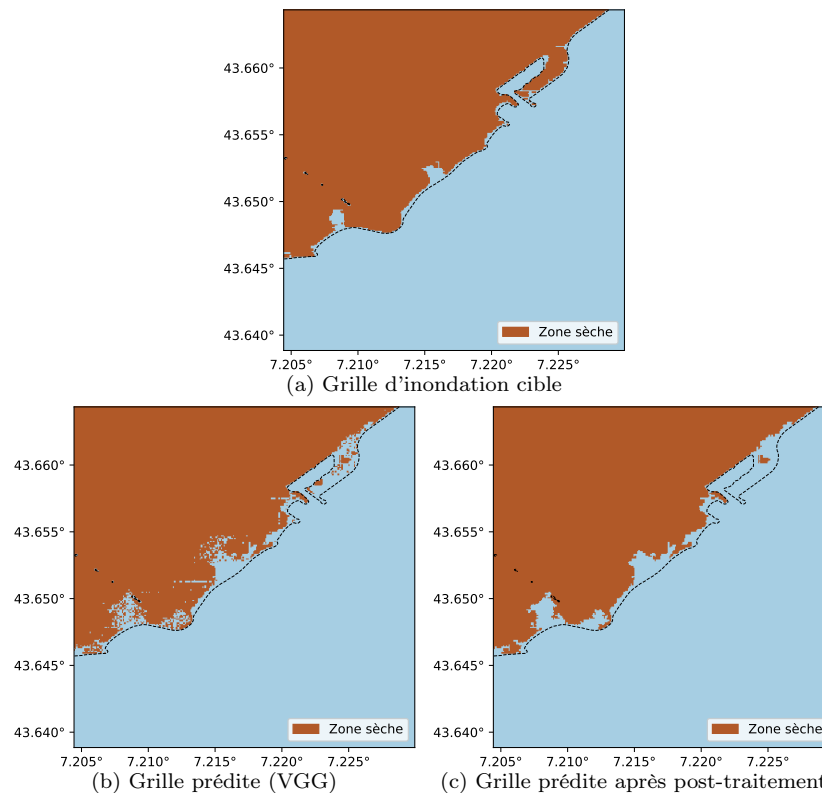 43.660°
43.655°
43.650°
43.645°
43.640°
Zone sèche
7.205° 7.210° 7.215° 7.220° 7.225°
(a) Grille d'inondation cible
43.660°
43.655°
43.650°
43.645°
43.640°
Zone sèche
7.205° 7.210° 7.215° 7.220° 7.225°
(b) Grille prédite (VGG)
43.660°
43.655°
43.650°
43.645°
43.640°
Zone sèche
7.205° 7.210° 7.215° 7.220° 7.225°
(c) Grille prédite après post-traitement